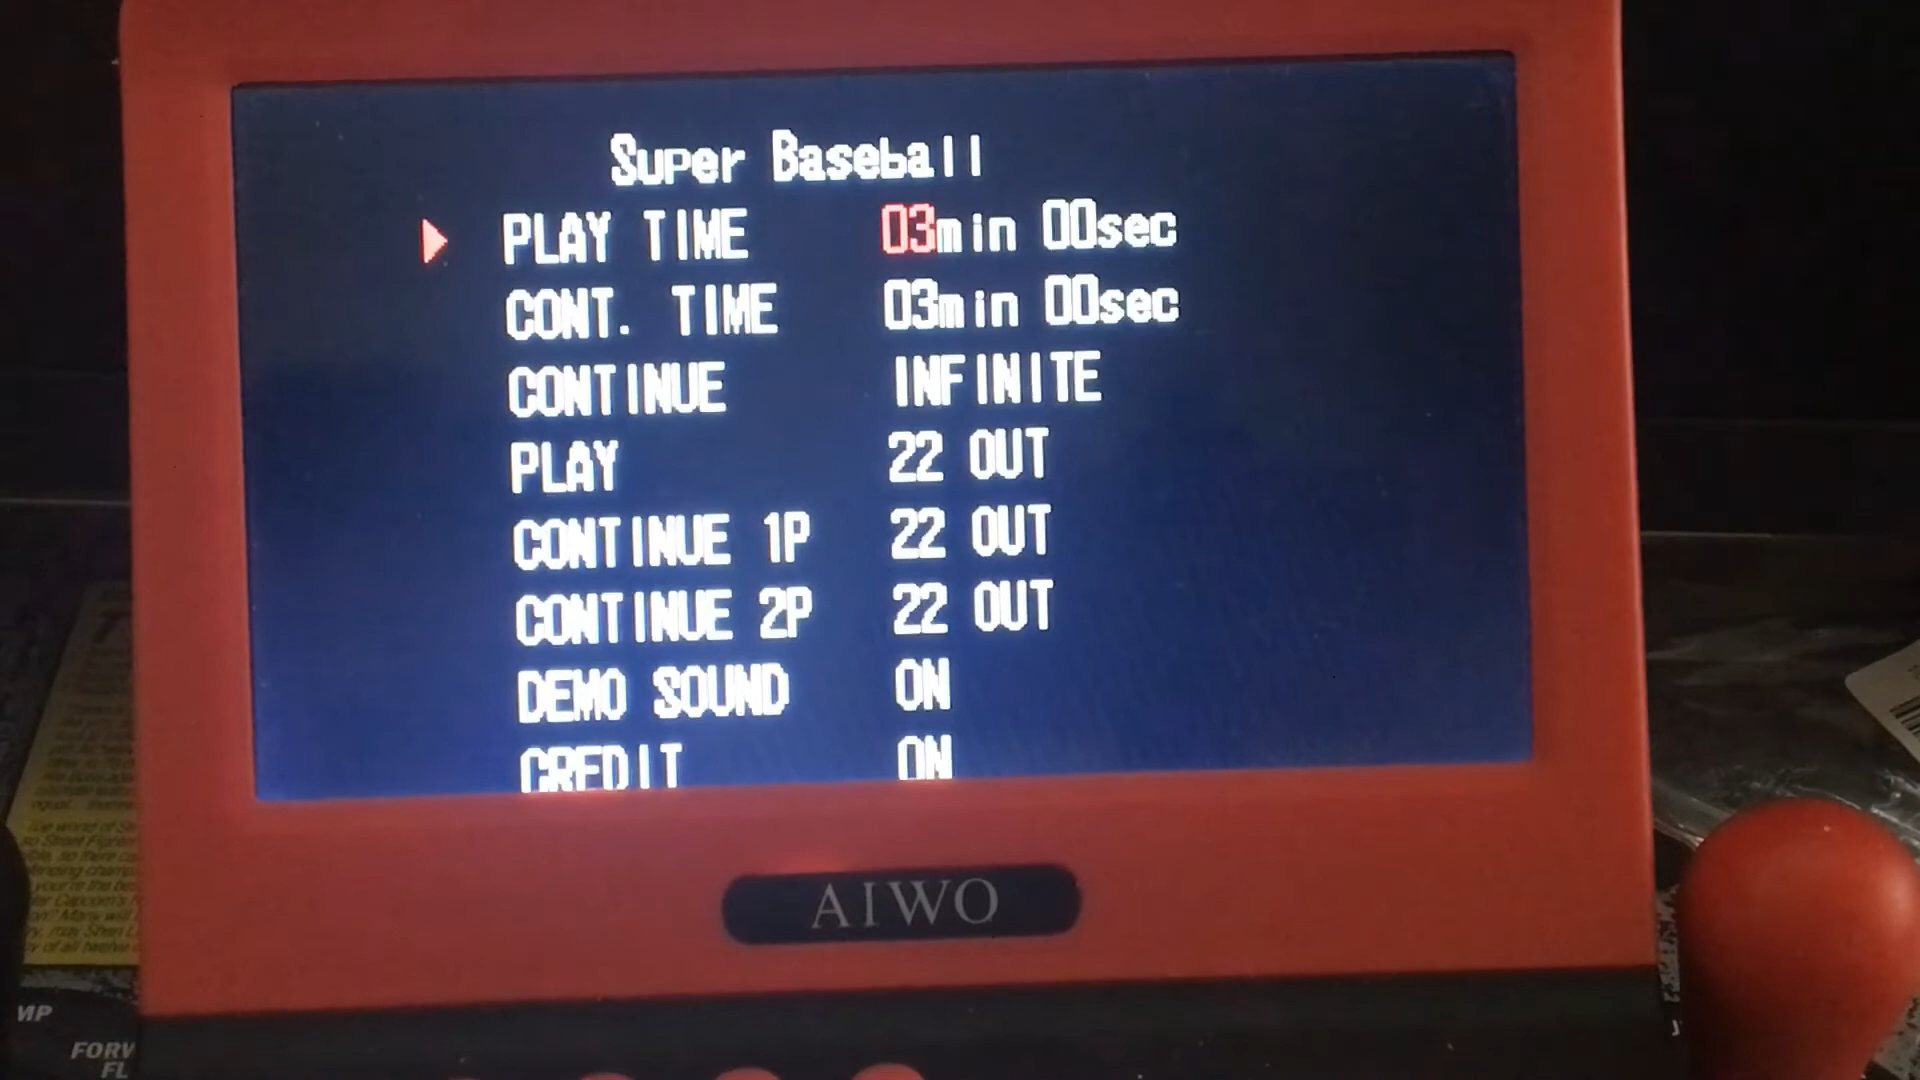 Super Baseball
PLAY TIME 03min 00sec
CONT. TIME 03min 00sec
CONTINUE INFINITE
PLAY 22 OUT
CONTINUE 1P 22 OUT
CONTINUE 2P 22 OUT
DEMO SOUND ON
CREDIT ON
AIWO